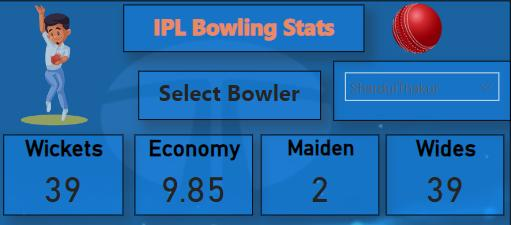 IPL Bowling Stats
Select Bowler
ShardulThakur
Wickets
39
Economy
9.85
Maiden
2
Wides
39